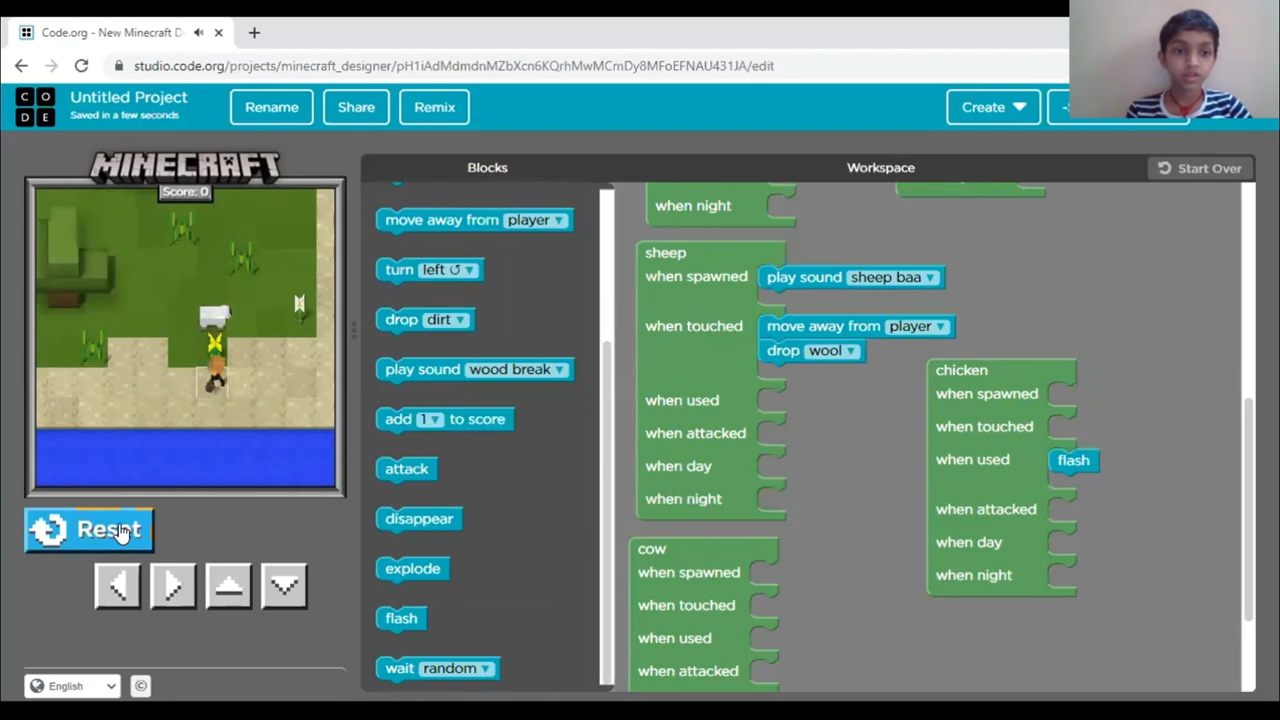 Code.org - New Minecraft D
studio.code.org/projects/minecraft_designer/pH1iAdMdmdnMZbXcn6KQrhMwMCmDy8MFoEFNAU431JA/edit
CODE
Untitled Project
Saved in a few seconds
Rename
Share
Remix
Create
MINECRAFT
Score: 0
Blocks
Workspace
Start Over
move away from player
turn left
drop dirt
play sound wood break
add 1 to score
attack
disappear
explode
flash
wait random
when night
sheep
when spawned
play sound sheep baa
when touched
move away from player
drop wool
when used
when attacked
when day
when night
cow
when spawned
when touched
when used
when attacked
chicken
when spawned
when touched
when used
flash
when attacked
when day
when night
Reset
English
©